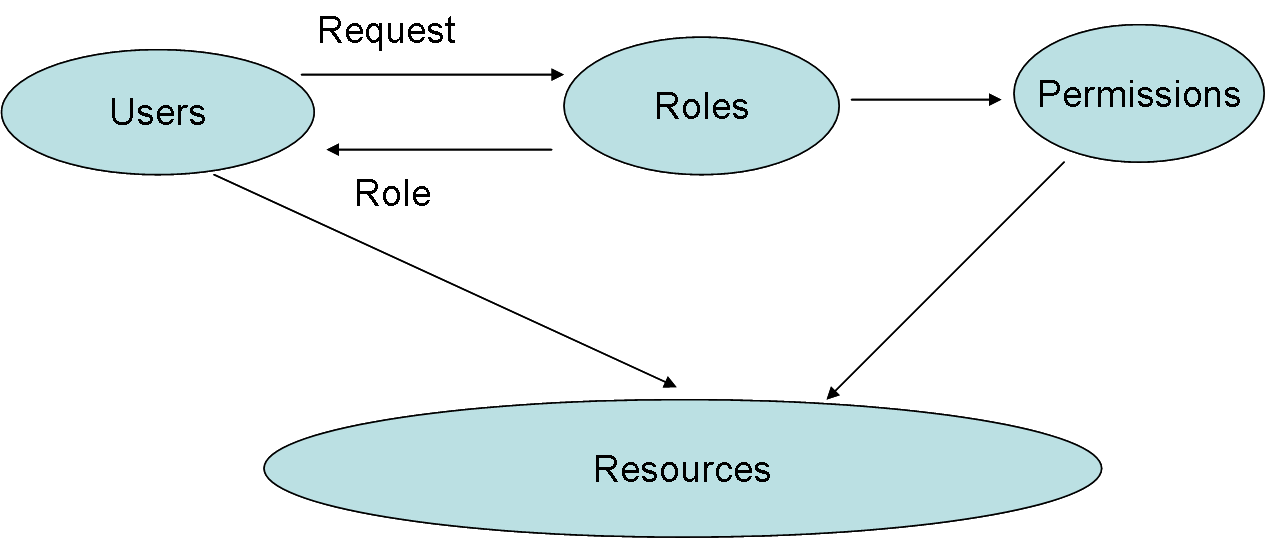 Request
Users
Roles
Permissions
Role
Resources